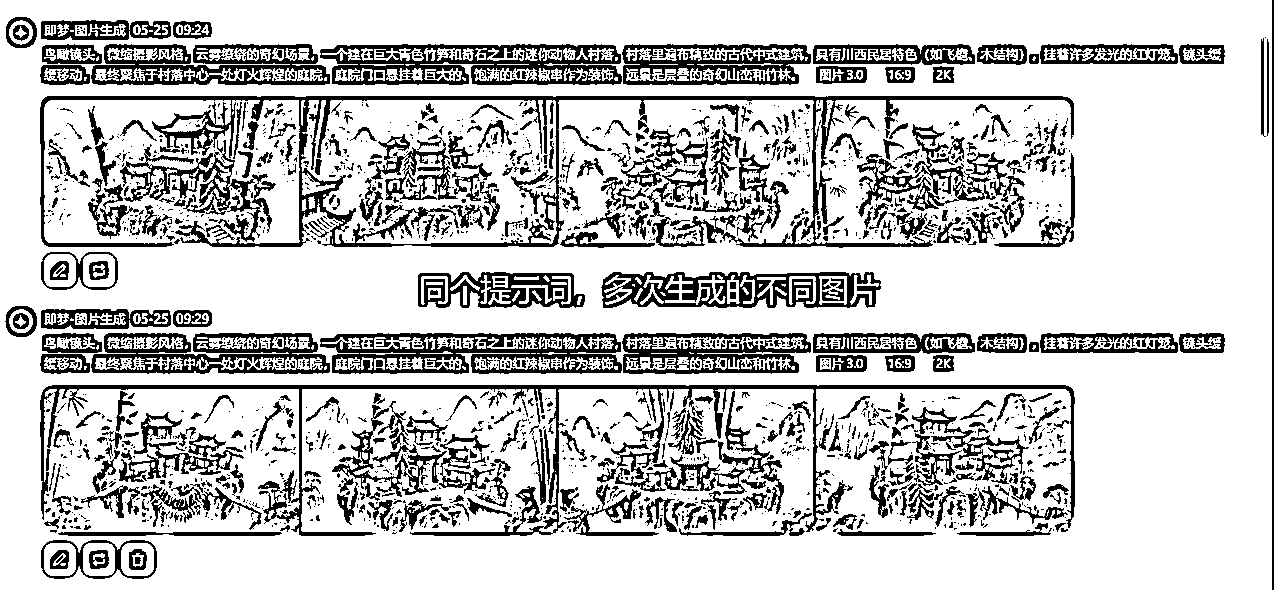 即梦-图片生成 05-25 09:24
鸟瞰镜头，微缩摄影风格，云雾缭绕的奇幻场景，一个建在巨大青色竹笋和奇石之上的迷你动物人村落，村落里遍布精致的古代中式建筑，具有川西民居特色（如飞檐、木结构），挂着许多发光的红灯笼。镜头缓
缓移动，最终聚焦于村落中心一处灯火辉煌的庭院，庭院门口悬挂着巨大的、饱满的红辣椒串作为装饰。远景是层叠的奇幻山峦和竹林。 图片 3.0 16:9 2K
同个提示词，多次生成的不同图片
即梦-图片生成 05-25 09:29
鸟瞰镜头，微缩摄影风格，云雾缭绕的奇幻场景，一个建在巨大青色竹笋和奇石之上的迷你动物人村落，村落里遍布精致的古代中式建筑，具有川西民居特色（如飞檐、木结构），挂着许多发光的红灯笼。镜头缓
缓移动，最终聚焦于村落中心一处灯火辉煌的庭院，庭院门口悬挂着巨大的、饱满的红辣椒串作为装饰。远景是层叠的奇幻山峦和竹林。 图片 3.0 16:9 2K